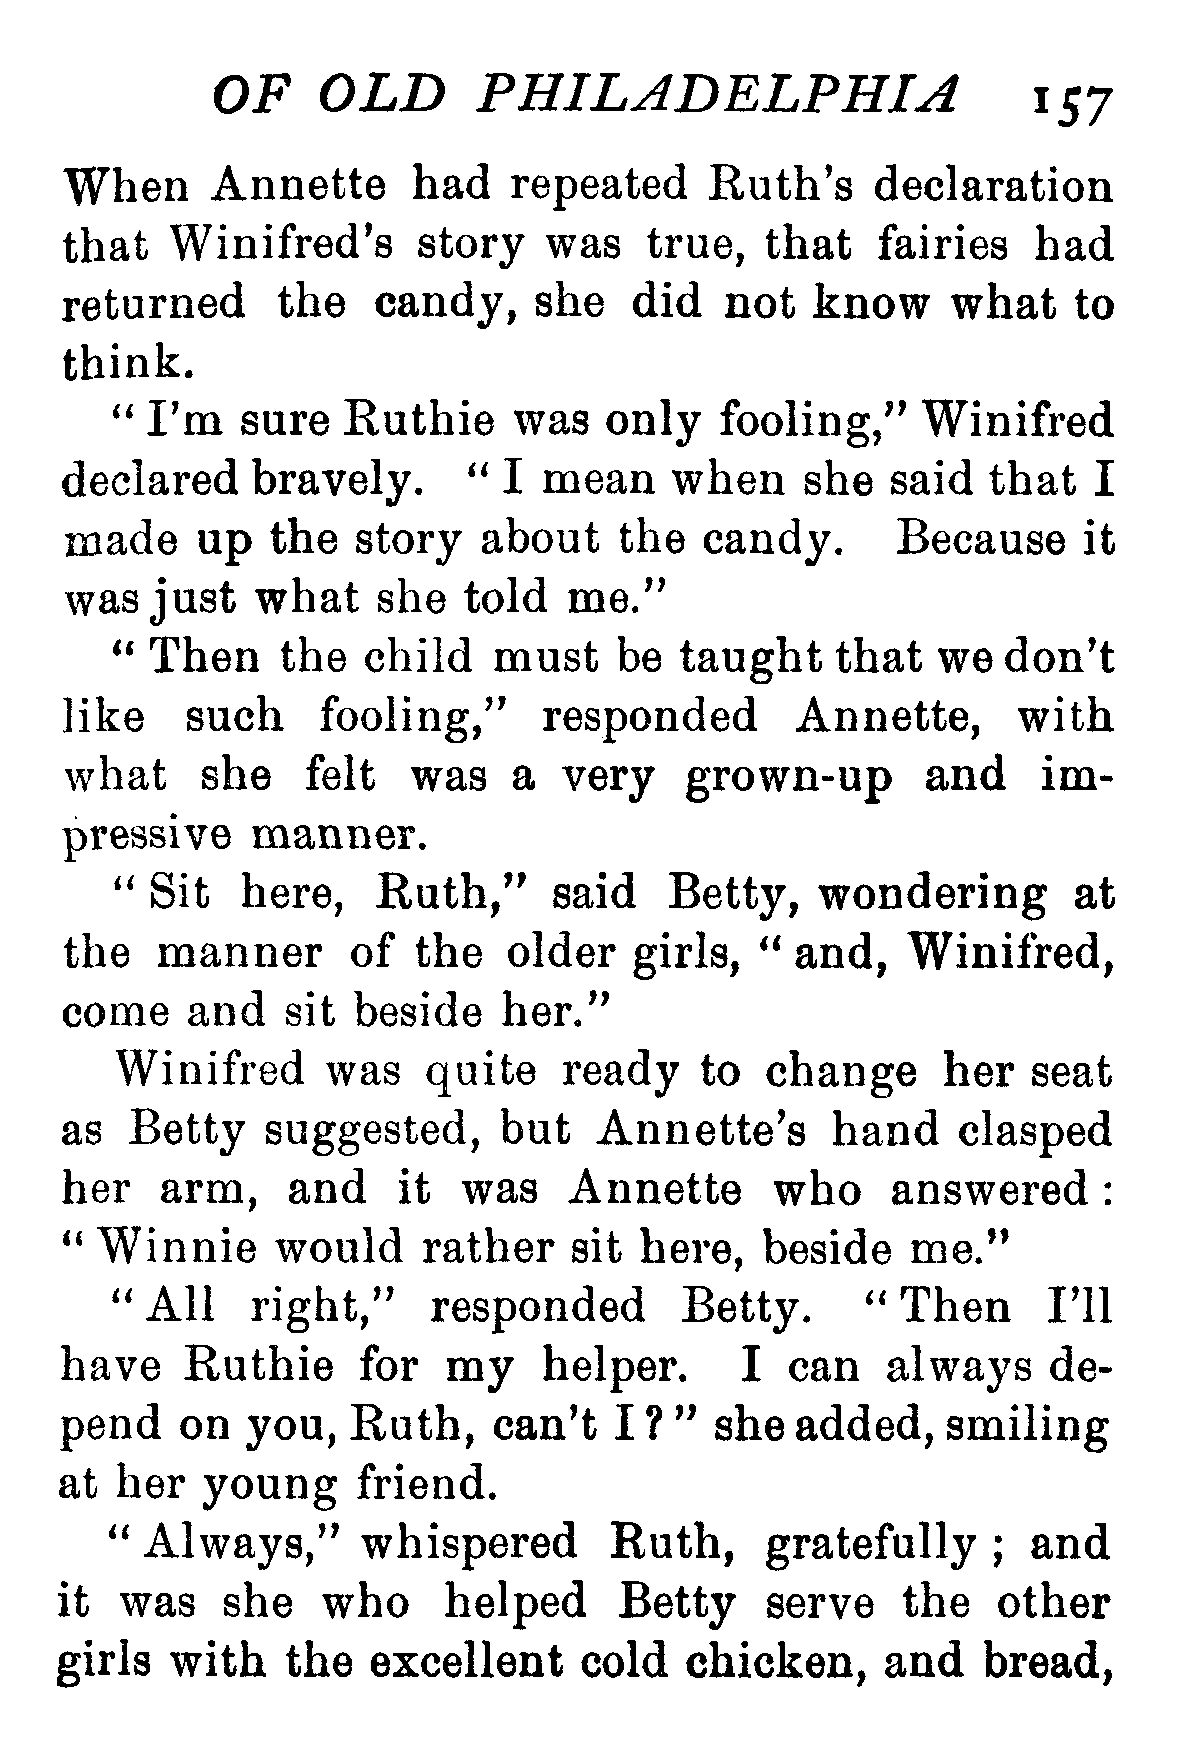 OF OLD PHILADELPHIA 157
When Annette had repeated Ruth's declaration
that Winifred's story was true, that fairies had
returned the candy, she did not know what to
think.
“ I'm sure Ruthie was only fooling,” Winifred
declared bravely. “ I mean when she said that I
made up the story about the candy. Because it
was just what she told me.”
“ Then the child must be taught that we don't
like such fooling,” responded Annette, with
what she felt was a very grown-up and im-
pressive manner.
“ Sit here, Ruth,” said Betty, wondering at
the manner of the older girls, “ and, Winifred,
come and sit beside her.”
Winifred was quite ready to change her seat
as Betty suggested, but Annette's hand clasped
her arm, and it was Annette who answered :
“ Winnie would rather sit here, beside me.”
“ All right,” responded Betty. “ Then I'll
have Ruthie for my helper. I can always de-
pend on you, Ruth, can't I ? ” she added, smiling
at her young friend.
“ Always,” whispered Ruth, gratefully ; and
it was she who helped Betty serve the other
girls with the excellent cold chicken, and bread,